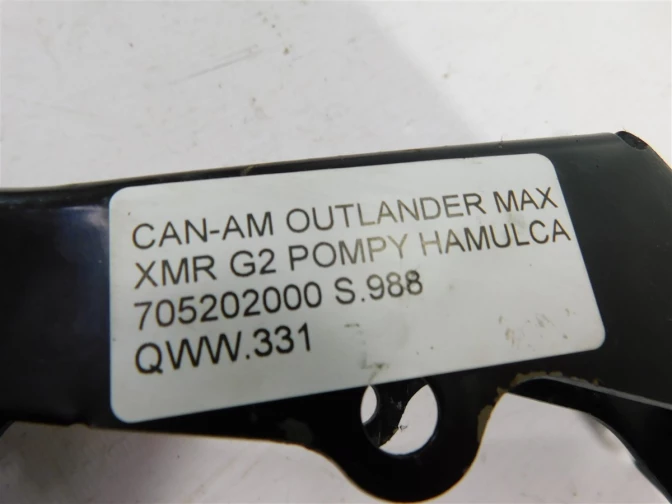 CAN-AM OUTLANDER MAX
XMR G2 POMPY HAMULCA
705202000 S.988
QWW.331